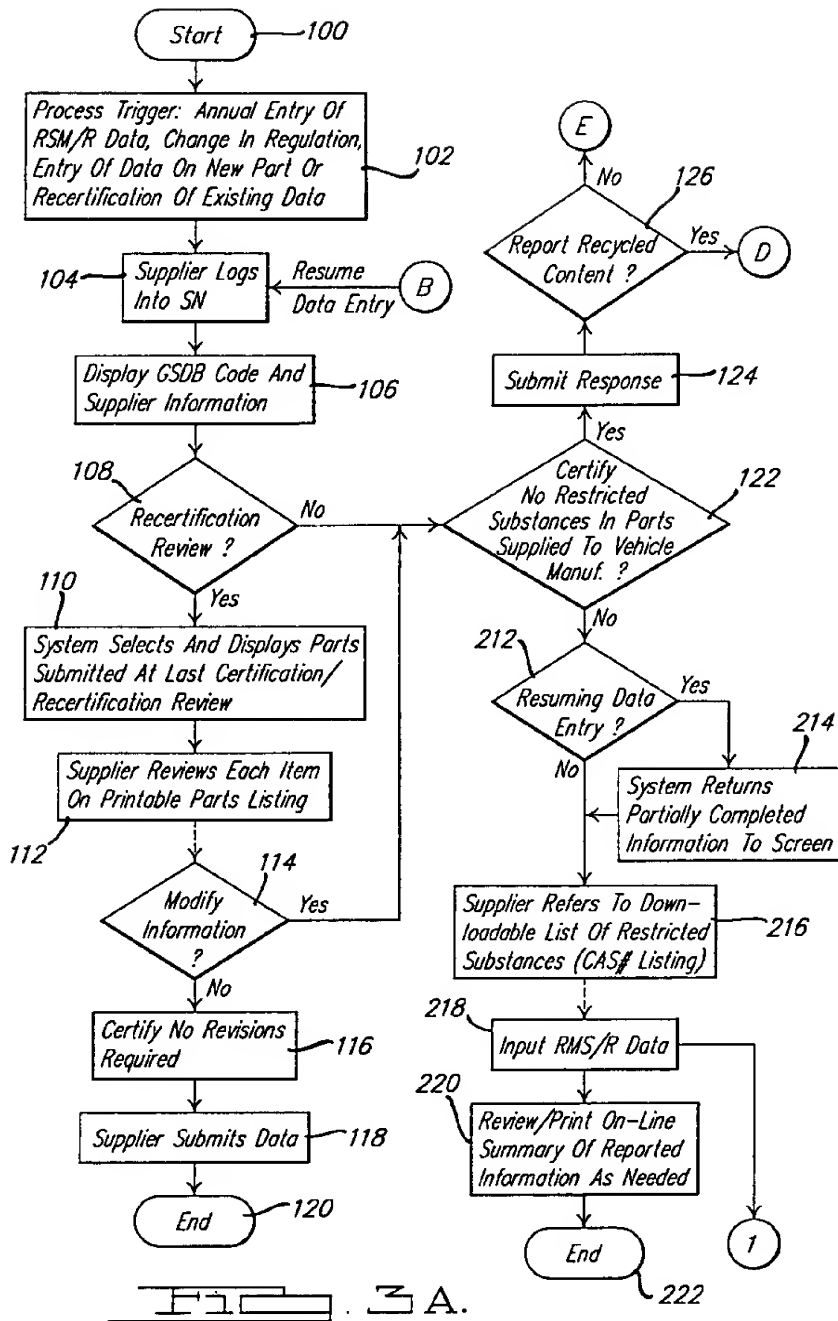 Start
100
Process Trigger: Annual Entry Of
RSM/R Data, Change In Regulation,
Entry Of Data On New Part Or
Recertification Of Existing Data
102
104
Supplier Logs
Into SN
Resume
Data Entry
B
Display GSDB Code And
Supplier Information
106
108
Recertification
Review ?
No
Yes
110
System Selects And Displays Parts
Submitted At Last Certification/
Recertification Review
Supplier Reviews Each Item
On Printable Parts Listing
112
114
Modify
Information
?
Yes
No
Certify No Revisions
Required
116
Supplier Submits Data
118
End
120
E
No
126
Report Recycled
Content ?
Yes
D
Submit Response
124
Yes
Certify
No Restricted
Substances In Parts
Supplied To Vehicle
Manuf. ?
122
No
212
Resuming Data
Entry ?
Yes
214
No
System Returns
Partially Completed
Information To Screen
Supplier Refers To Down-
loadable List Of Restricted
Substances (CAS# Listing)
216
218
Input RMS/R Data
220
Review/Print On-Line
Summary Of Reported
Information As Needed
End
222
1
Fig. 3A.